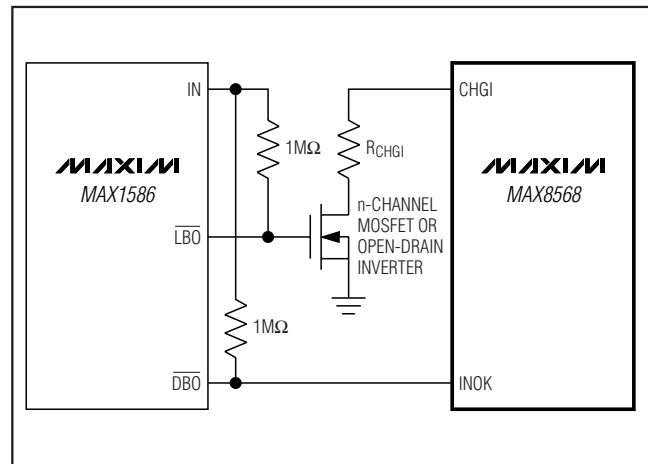 IN
CHGI
1MΩ
RCHGI
MAXIM
MAX1586
MAXIM
MAX8568
n-CHANNEL
MOSFET OR
OPEN-DRAIN
INVERTER
LBO
1MΩ
DBO
INOK